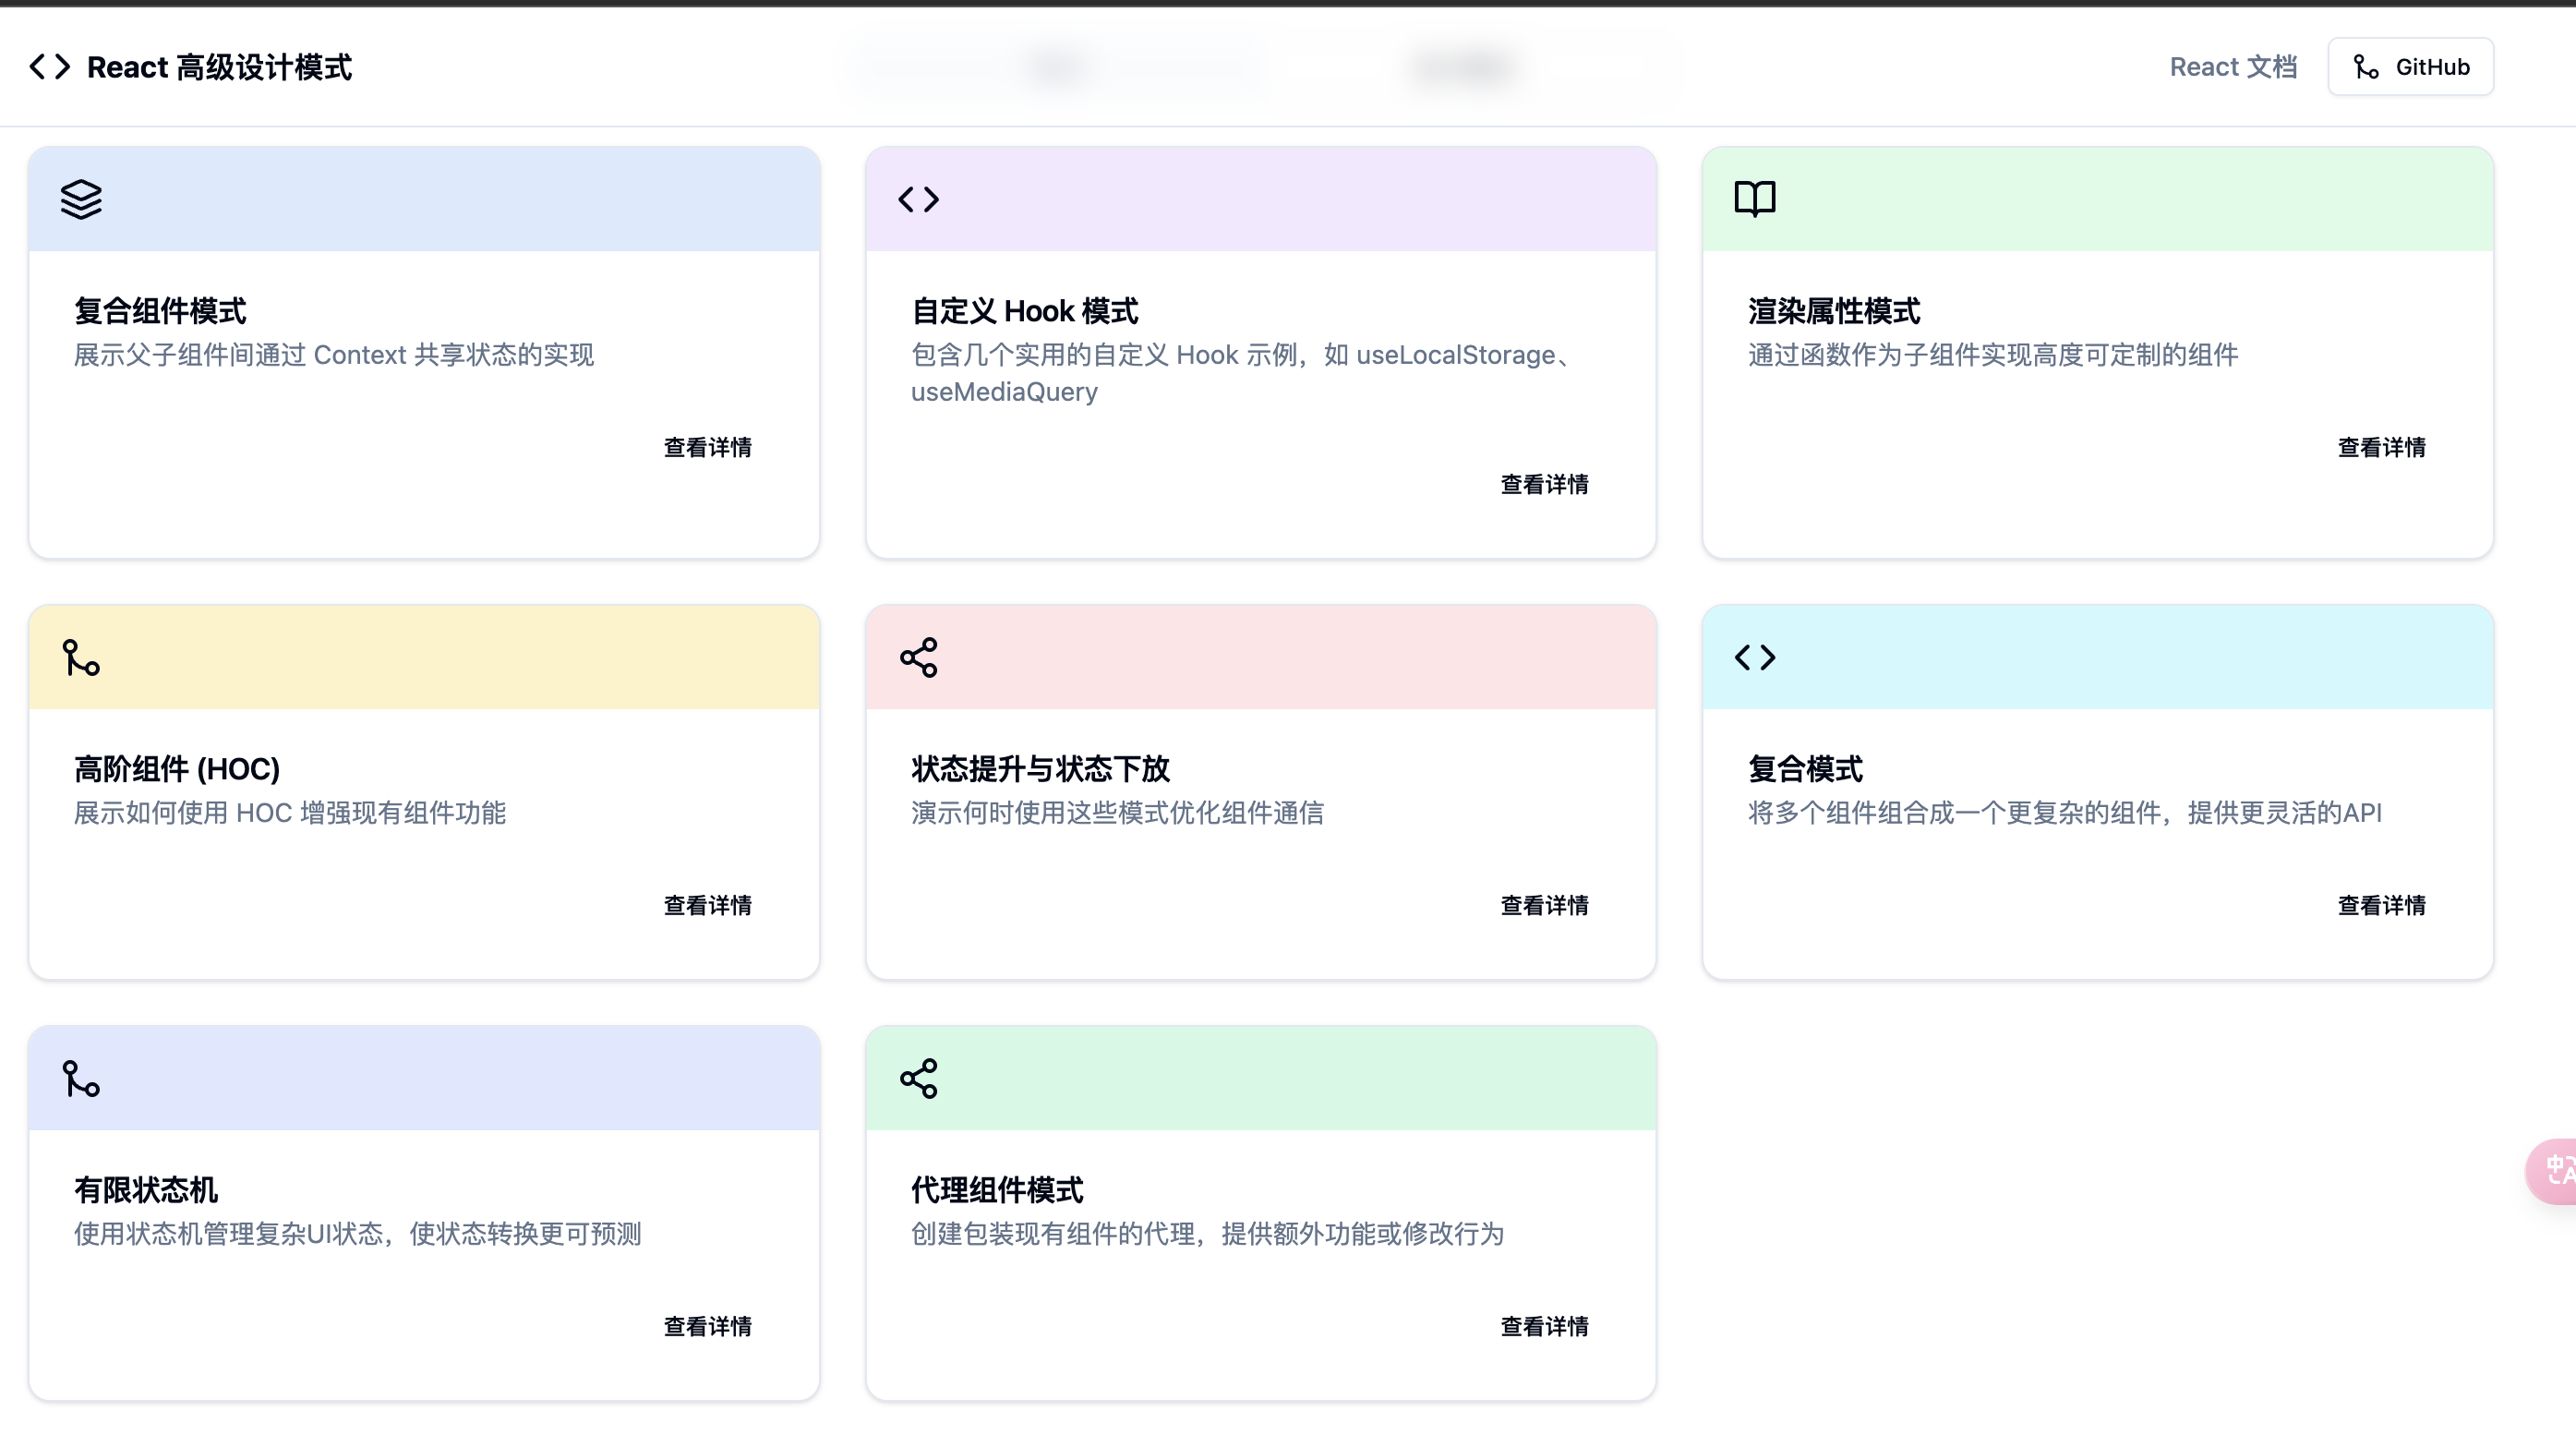 React 高级设计模式
React 文档
GitHub
复合组件模式
展示父子组件间通过 Context 共享状态的实现
查看详情
自定义 Hook 模式
包含几个实用的自定义 Hook 示例，如 useLocalStorage、
useMediaQuery
查看详情
渲染属性模式
通过函数作为子组件实现高度可定制的组件
查看详情
高阶组件 (HOC)
展示如何使用 HOC 增强现有组件功能
查看详情
状态提升与状态下放
演示何时使用这些模式优化组件通信
查看详情
复合模式
将多个组件组合成一个更复杂的组件，提供更灵活的API
查看详情
有限状态机
使用状态机管理复杂UI状态，使状态转换更可预测
查看详情
代理组件模式
创建包装现有组件的代理，提供额外功能或修改行为
查看详情